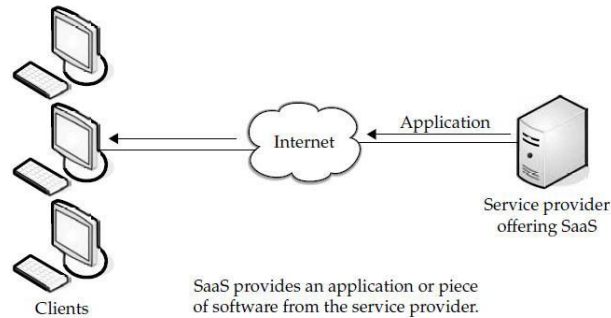 Application
Internet
Service provider
offering SaaS
Clients
SaaS provides an application or piece
of software from the service provider.